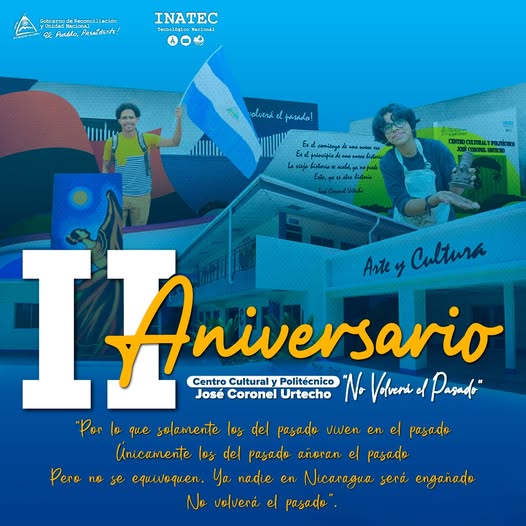 Gobierno de Reconciliación
y Unidad Nacional
El Pueblo, Presidente!
INATEC
Tecnológico Nacional
volverá el pasado!
En el comienzo de una nueva era
En el principio de una nueva historia
La vieja historia se acabó, ya no puede
Esta, ya es otra historia
José Coronel Urtecho
CENTRO CULTURAL Y POLITÉCNICO
JOSÉ CORONEL URTECHO
Arte y Cultura
II Aniversario
Centro Cultural y Politécnico
José Coronel Urtecho
"No Volverá el Pasado"
"Por lo que solamente los del pasado viven en el pasado
Únicamente los del pasado añoran el pasado
Pero no se equivoquen. Ya nadie en Nicaragua será engañado
No volverá el pasado".